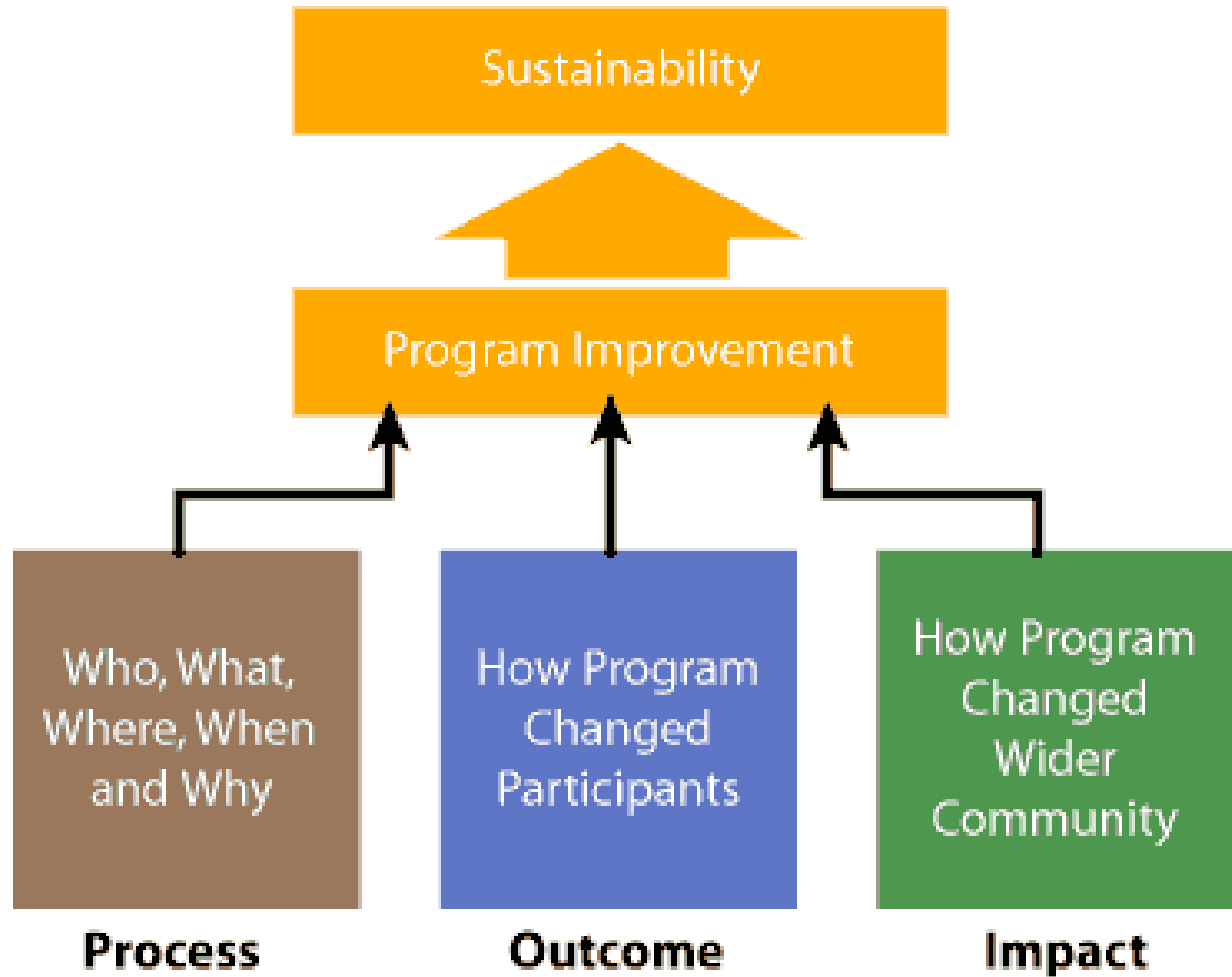 Sustainability
Program Improvement
Who, What,
Where, When
and Why
How Program
Changed
Participants
How Program
Changed
Wider
Community
Process
Outcome
Impact